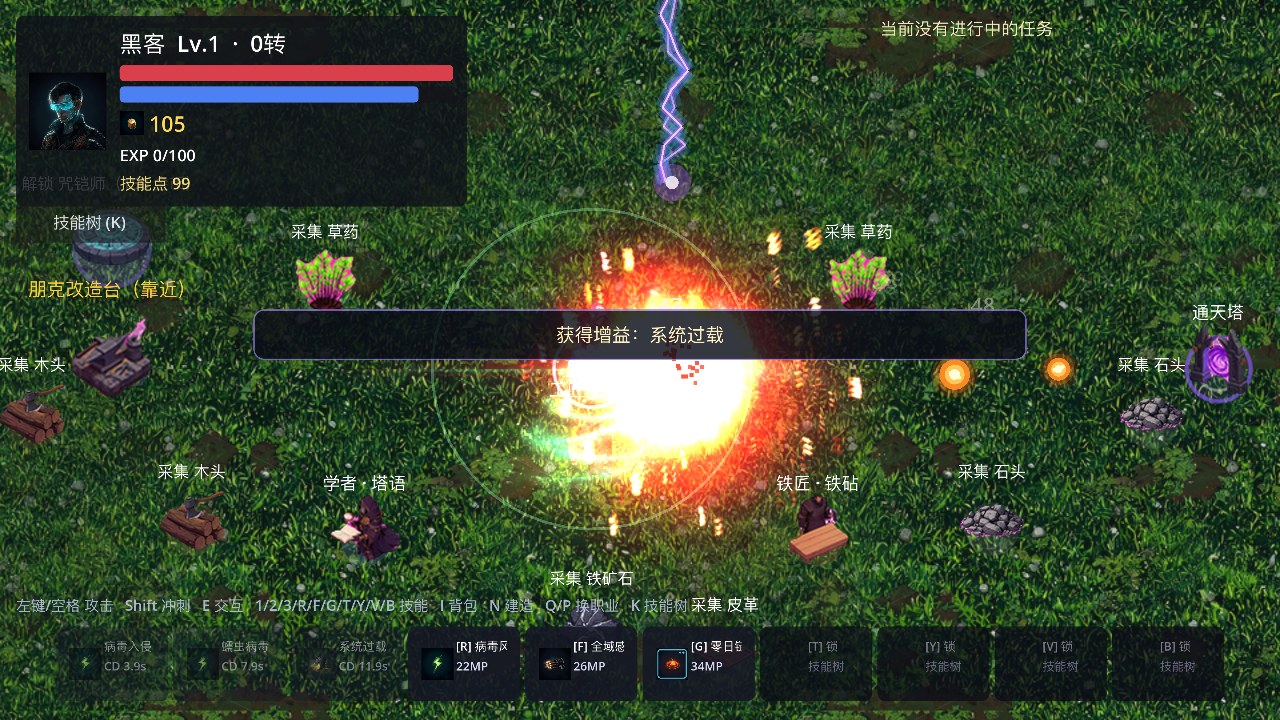 黑客 Lv.1 · 0转
105
EXP 0/100
解锁 咒铠师
技能点 99
技能树 (K)
当前没有进行中的任务
采集 草药
采集 草药
朋克改造台（靠近）
48
通天塔
获得增益：系统过载
采集 木头
采集 石头
采集 木头
学者 · 塔语
铁匠 · 铁砧
采集 石头
采集 铁矿石
左键/空格 攻击 Shift 冲刺 E 交互 1/2/3/R/F/G/T/Y/V/B 技能 I 背包 N 建造 Q/P 换职业 K 技能树
采集 皮革
病毒入侵
CD 3.9s
蠕虫病毒
CD 7.9s
系统过载
CD 11.9s
[R] 病毒
22MP
[F] 全域感
26MP
[G] 零日
34MP
[T] 锁
技能树
[Y] 锁
技能树
[V] 锁
技能树
[B] 锁
技能树